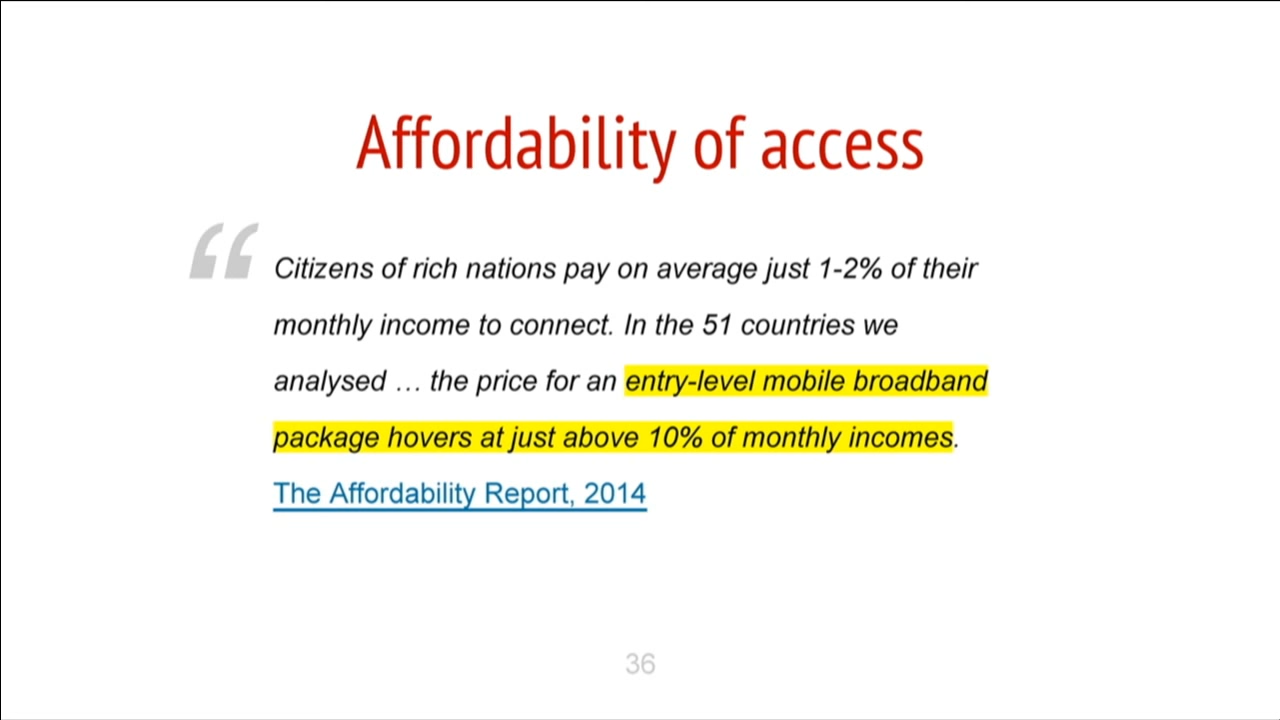 Affordability of access
“
Citizens of rich nations pay on average just 1-2% of their
monthly income to connect. In the 51 countries we
analysed … the price for an entry-level mobile broadband
package hovers at just above 10% of monthly incomes.
The Affordability Report, 2014
36